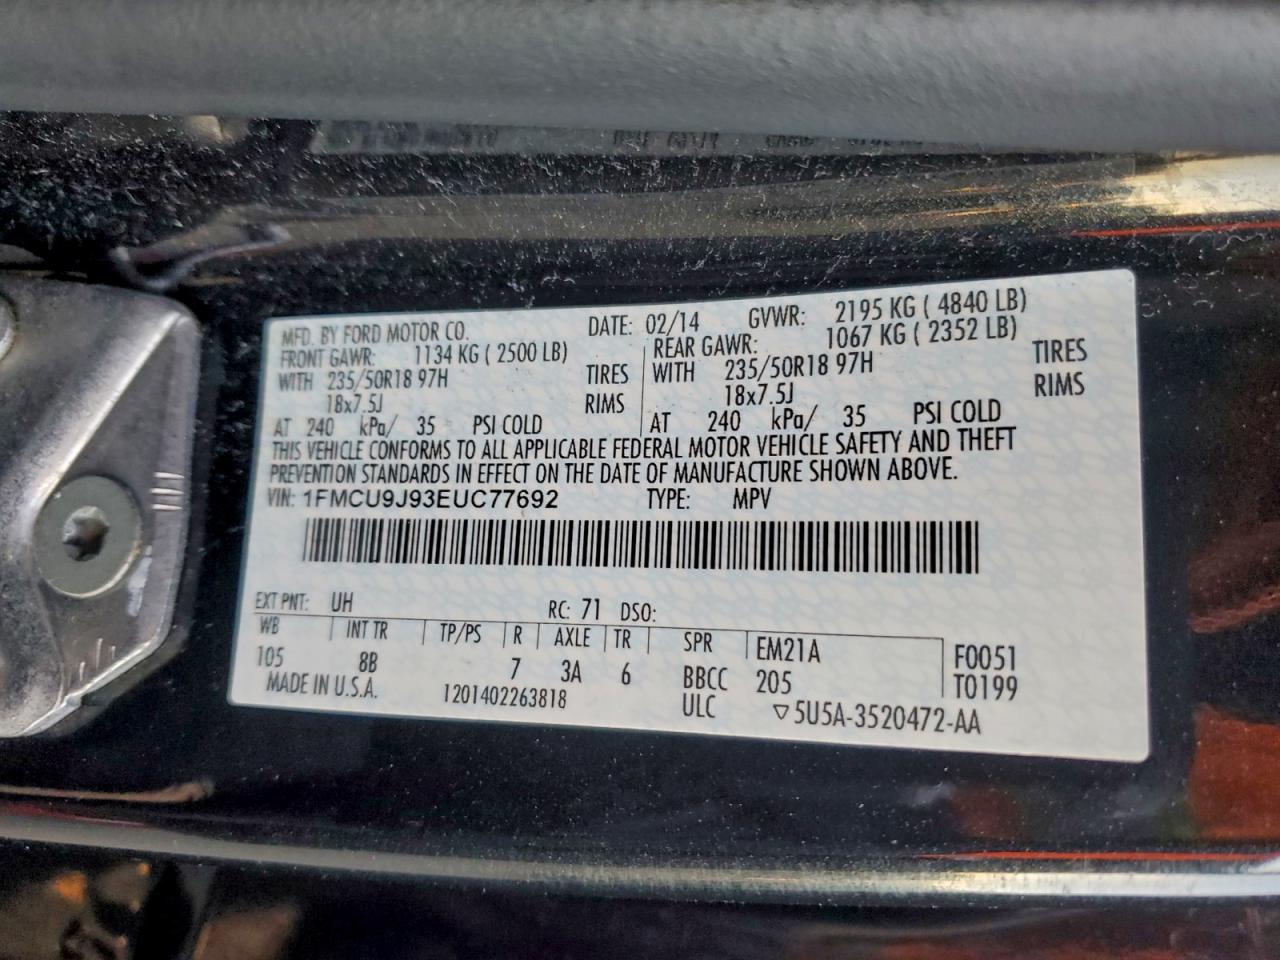 MFD. BY FORD MOTOR CO. DATE: 02/14 GVWR: 2195 KG ( 4840 LB)
FRONT GAWR: 1134 KG ( 2500 LB) REAR GAWR: 1067 KG ( 2352 LB)
WITH 235/50R18 97H TIRES WITH 235/50R18 97H TIRES
18x7.5J RIMS 18x7.5J RIMS
AT 240 kPa/ 35 PSI COLD AT 240 kPa/ 35 PSI COLD
THIS VEHICLE CONFORMS TO ALL APPLICABLE FEDERAL MOTOR VEHICLE SAFETY AND THEFT
PREVENTION STANDARDS IN EFFECT ON THE DATE OF MANUFACTURE SHOWN ABOVE.
VIN: 1FMCU9J93EUC77692 TYPE: MPV
EXT PNT: UH RC: 71 DSO:
WB INT TR TP/PS R AXLE TR SPR EM21A F0051
105 8B 7 3A 6 BBCC 205 T0199
MADE IN U.S.A. 1201402263818 ULC ▽5U5A-3520472-AA